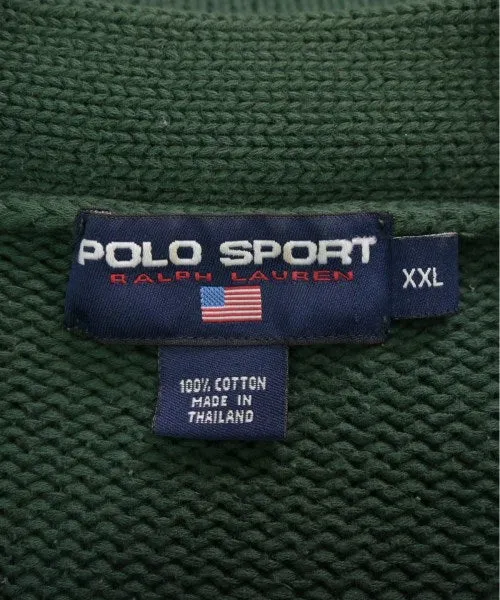 POLO SPORT
RALPH LAUREN
XXL
100% COTTON
MADE IN
THAILAND